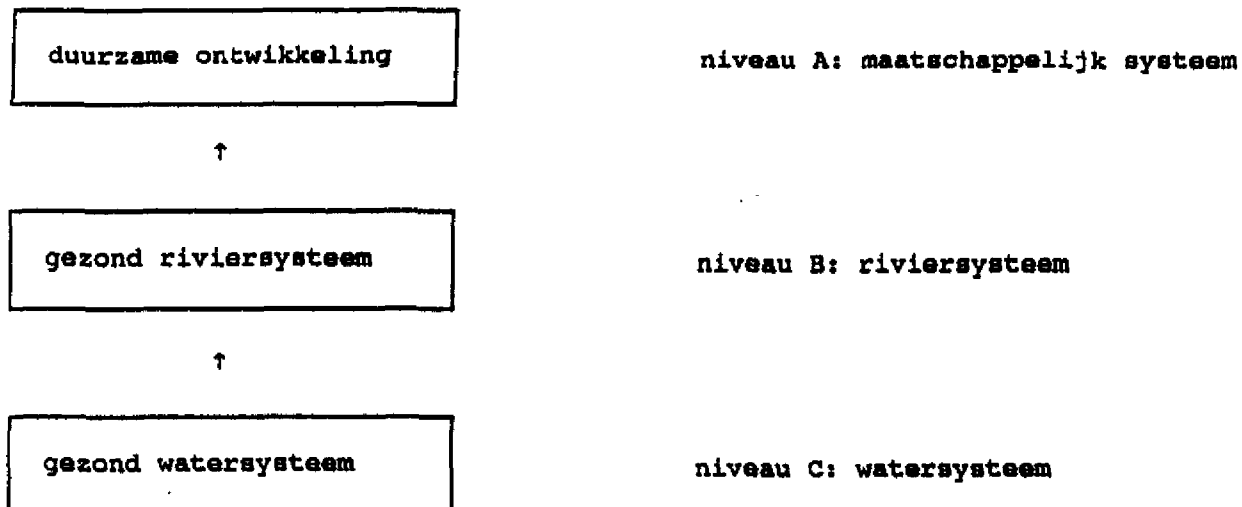 duurzame ontwikkeling niveau A: maatschappelijk systeem
↑
gezond riviersysteem niveau B: riviersysteem
↑
gezond watersysteem niveau C: watersysteem